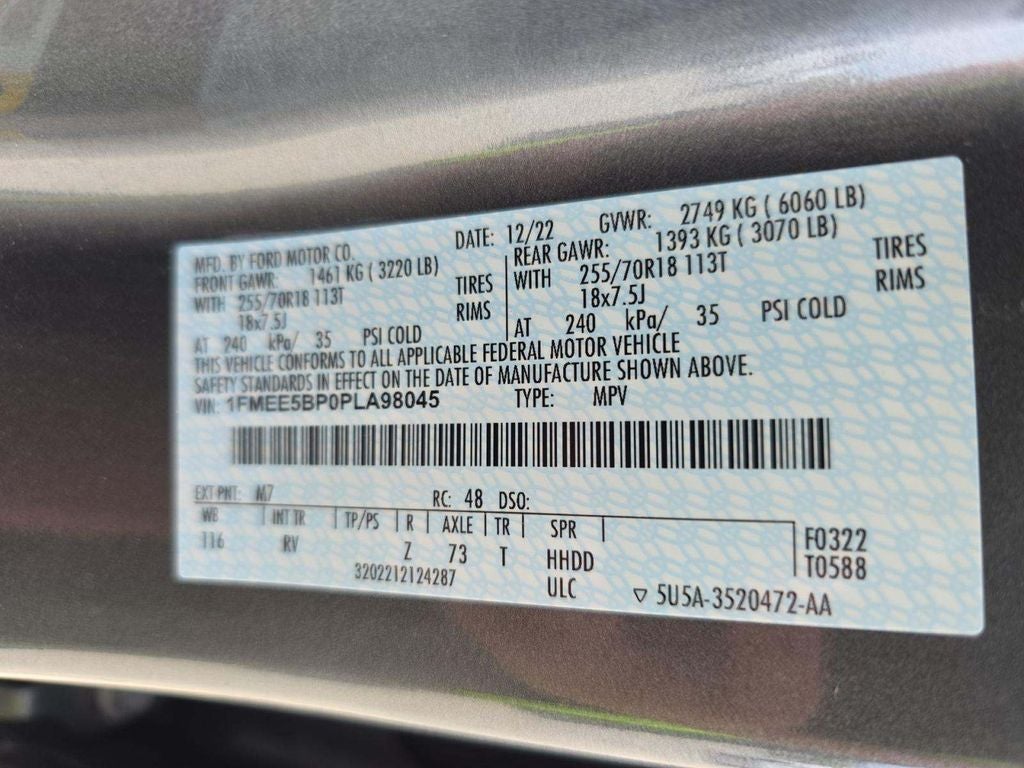 MFD. BY FORD MOTOR CO.
DATE: 12/22 GVWR: 2749 KG ( 6060 LB)
FRONT GAWR: 1461 KG ( 3220 LB)
WITH 255/70R18 113T TIRES
18x7.5J RIMS
AT 240 kPa/ 35 PSI COLD
REAR GAWR: 1393 KG ( 3070 LB)
WITH 255/70R18 113T TIRES
18x7.5J RIMS
AT 240 kPa/ 35 PSI COLD
THIS VEHICLE CONFORMS TO ALL APPLICABLE FEDERAL MOTOR VEHICLE
SAFETY STANDARDS IN EFFECT ON THE DATE OF MANUFACTURE SHOWN ABOVE.
VIN: 1FMEE5BP0PLA98045 TYPE: MPV
EXT PNT: M7 RC: 48 DSO:
WB INT TR TP/PS R AXLE TR SPR
116 RV Z 73 T HHDD
F0322
T0588
3202212124287 ULC
▽ 5U5A-3520472-AA